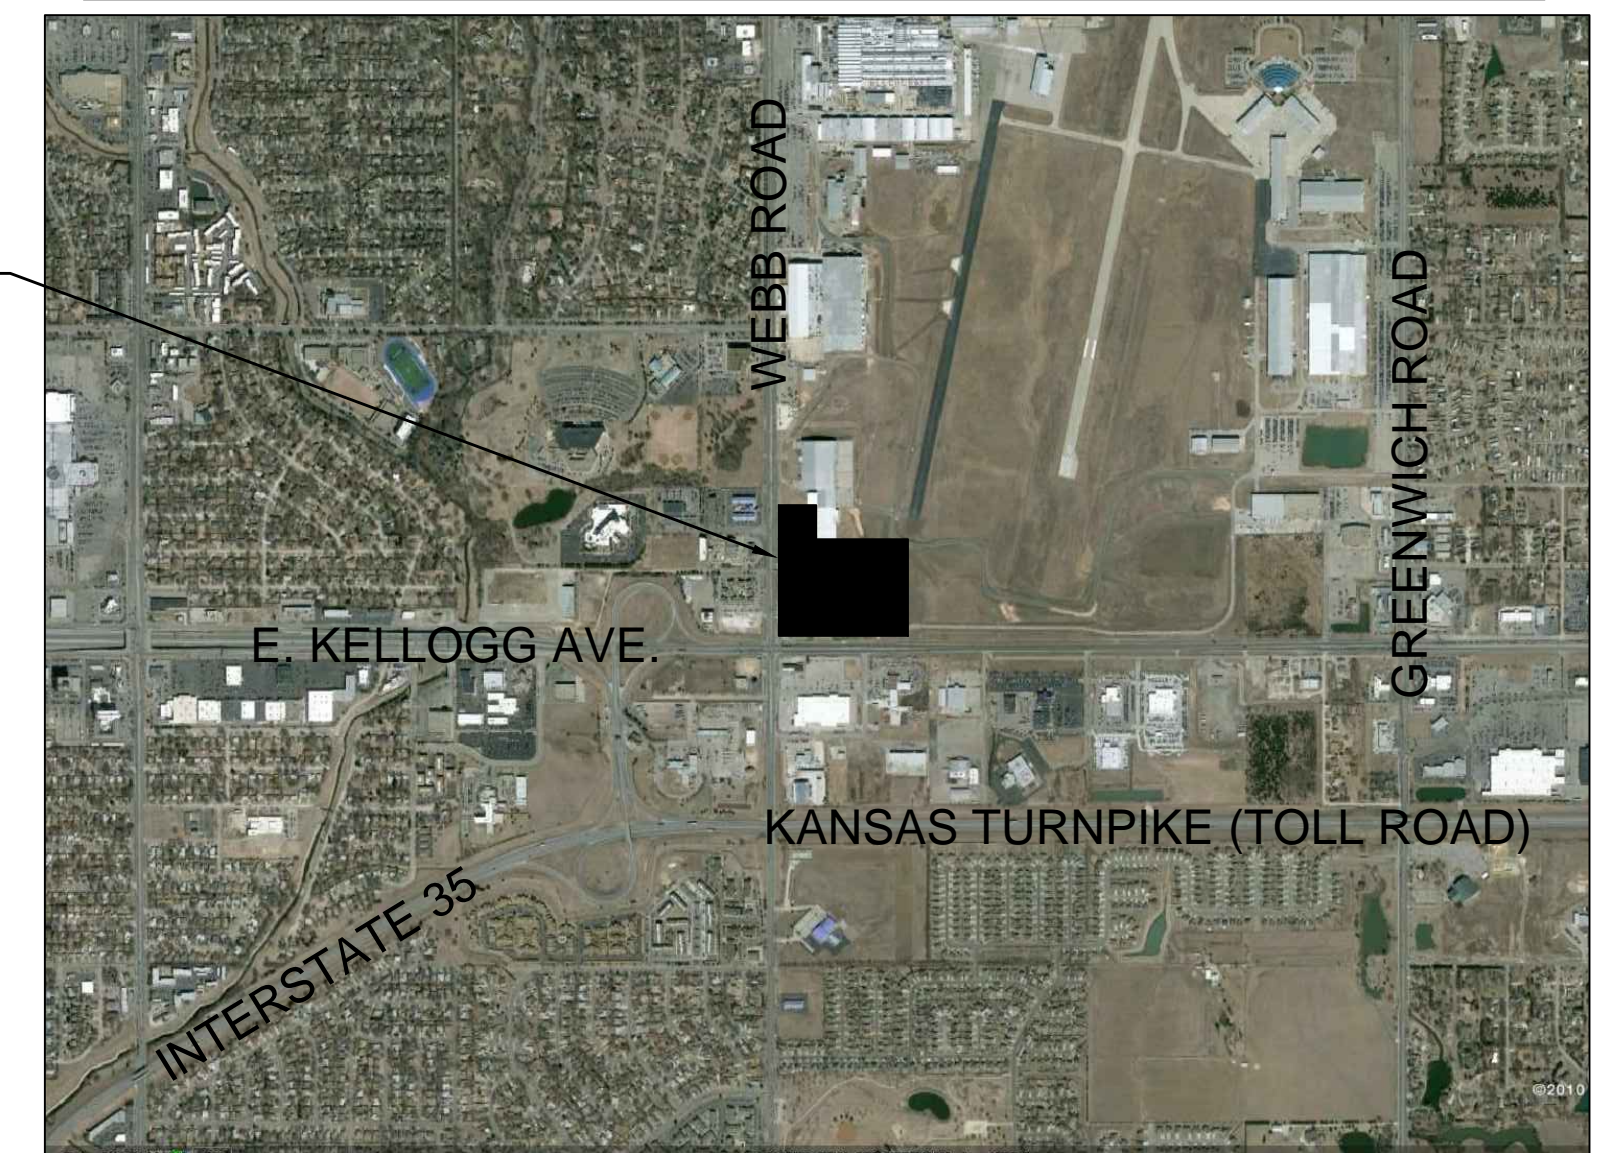 WEBB ROAD
GREENWICH ROAD
E. KELLOGG AVE.
KANSAS TURNPIKE (TOLL ROAD)
INTERSTATE 35
©2010